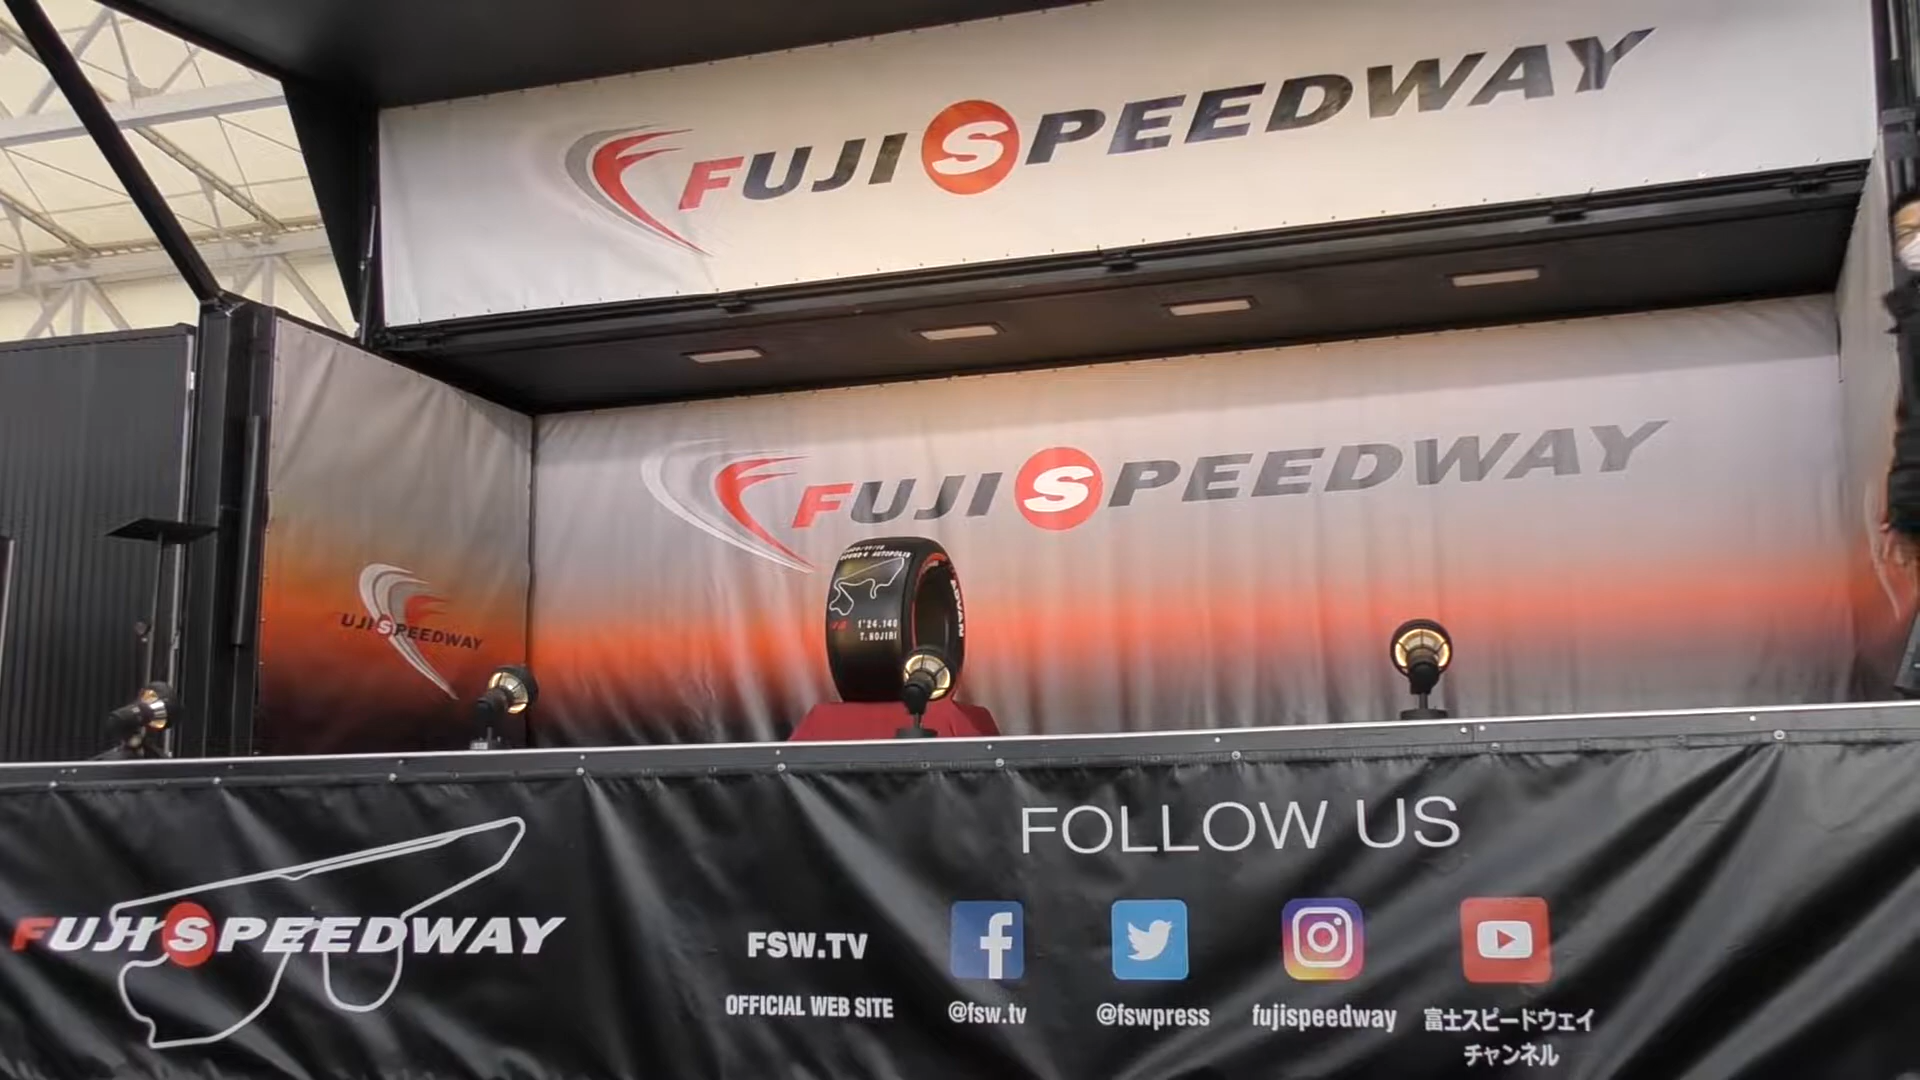 FUJI SPEEDWAY
FUJI SPEEDWAY
UJI SPEEDWAY
AUTOPOLIS
1'24.140
T.NOJIRI
ADVAN
FOLLOW US
FUJI SPEEDWAY
FSW.TV
OFFICIAL WEB SITE
@fsw.tv
@fswpress
fujispeedway
富士スピードウェイ
チャンネル